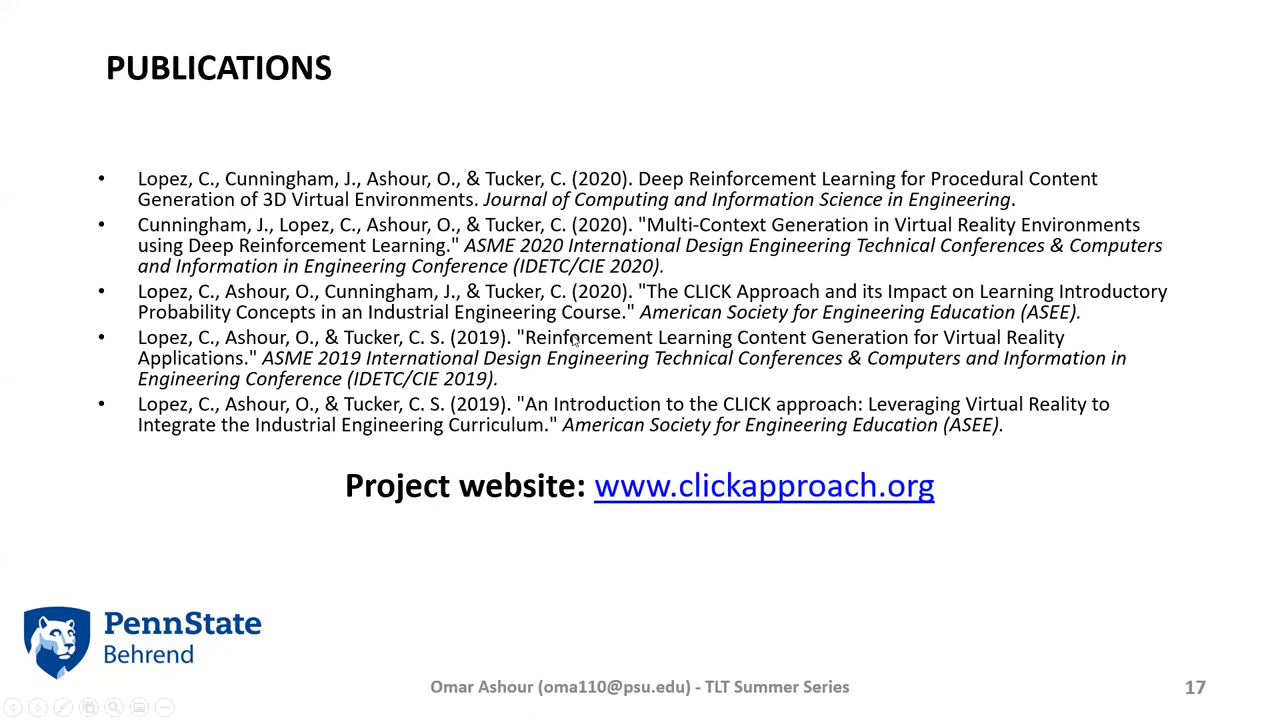 PUBLICATIONS
• Lopez, C., Cunningham, J., Ashour, O., & Tucker, C. (2020). Deep Reinforcement Learning for Procedural Content
Generation of 3D Virtual Environments. Journal of Computing and Information Science in Engineering.
• Cunningham, J., Lopez, C., Ashour, O., & Tucker, C. (2020). "Multi-Context Generation in Virtual Reality Environments
using Deep Reinforcement Learning." ASME 2020 International Design Engineering Technical Conferences & Computers
and Information in Engineering Conference (IDETC/CIE 2020).
• Lopez, C., Ashour, O., Cunningham, J., & Tucker, C. (2020). "The CLICK Approach and its Impact on Learning Introductory
Probability Concepts in an Industrial Engineering Course." American Society for Engineering Education (ASEE).
• Lopez, C., Ashour, O., & Tucker, C. S. (2019). "Reinforcement Learning Content Generation for Virtual Reality
Applications." ASME 2019 International Design Engineering Technical Conferences & Computers and Information in
Engineering Conference (IDETC/CIE 2019).
• Lopez, C., Ashour, O., & Tucker, C. S. (2019). "An Introduction to the CLICK approach: Leveraging Virtual Reality to
Integrate the Industrial Engineering Curriculum." American Society for Engineering Education (ASEE).
Project website: www.clickapproach.org
PennState
Behrend
Omar Ashour (oma110@psu.edu) - TLT Summer Series
17